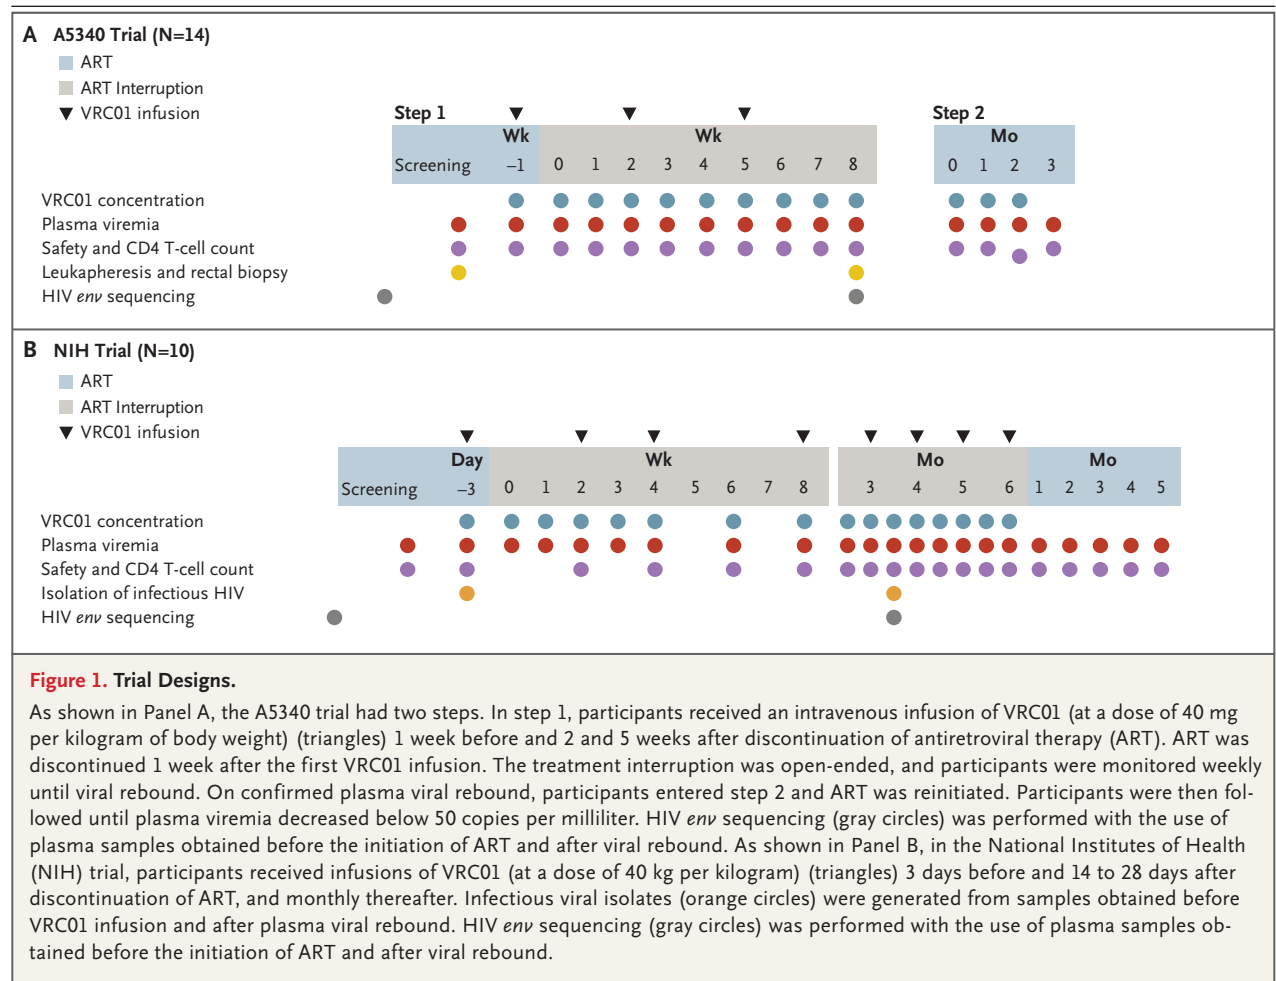 A A5340 Trial (N=14)
ART
ART Interruption
VRC01 infusion
Step 1
Step 2
Wk Wk
Mo
Screening –1 0 1 2 3 4 5 6 7 8
0 1 2 3
VRC01 concentration
Plasma viremia
Safety and CD4 T-cell count
Leukapheresis and rectal biopsy
HIV env sequencing
B NIH Trial (N=10)
ART
ART Interruption
VRC01 infusion
Day Wk Mo Mo
Screening –3 0 1 2 3 4 5 6 7 8 3 4 5 6 1 2 3 4 5
VRC01 concentration
Plasma viremia
Safety and CD4 T-cell count
Isolation of infectious HIV
HIV env sequencing
Figure 1. Trial Designs.
As shown in Panel A, the A5340 trial had two steps. In step 1, participants received an intravenous infusion of VRC01 (at a dose of 40 mg
per kilogram of body weight) (triangles) 1 week before and 2 and 5 weeks after discontinuation of antiretroviral therapy (ART). ART was
discontinued 1 week after the first VRC01 infusion. The treatment interruption was open-ended, and participants were monitored weekly
until viral rebound. On confirmed plasma viral rebound, participants entered step 2 and ART was reinitiated. Participants were then fol-
lowed until plasma viremia decreased below 50 copies per milliliter. HIV env sequencing (gray circles) was performed with the use of
plasma samples obtained before the initiation of ART and after viral rebound. As shown in Panel B, in the National Institutes of Health
(NIH) trial, participants received infusions of VRC01 (at a dose of 40 kg per kilogram) (triangles) 3 days before and 14 to 28 days after
discontinuation of ART, and monthly thereafter. Infectious viral isolates (orange circles) were generated from samples obtained before
VRC01 infusion and after plasma viral rebound. HIV env sequencing (gray circles) was performed with the use of plasma samples ob-
tained before the initiation of ART and after viral rebound.